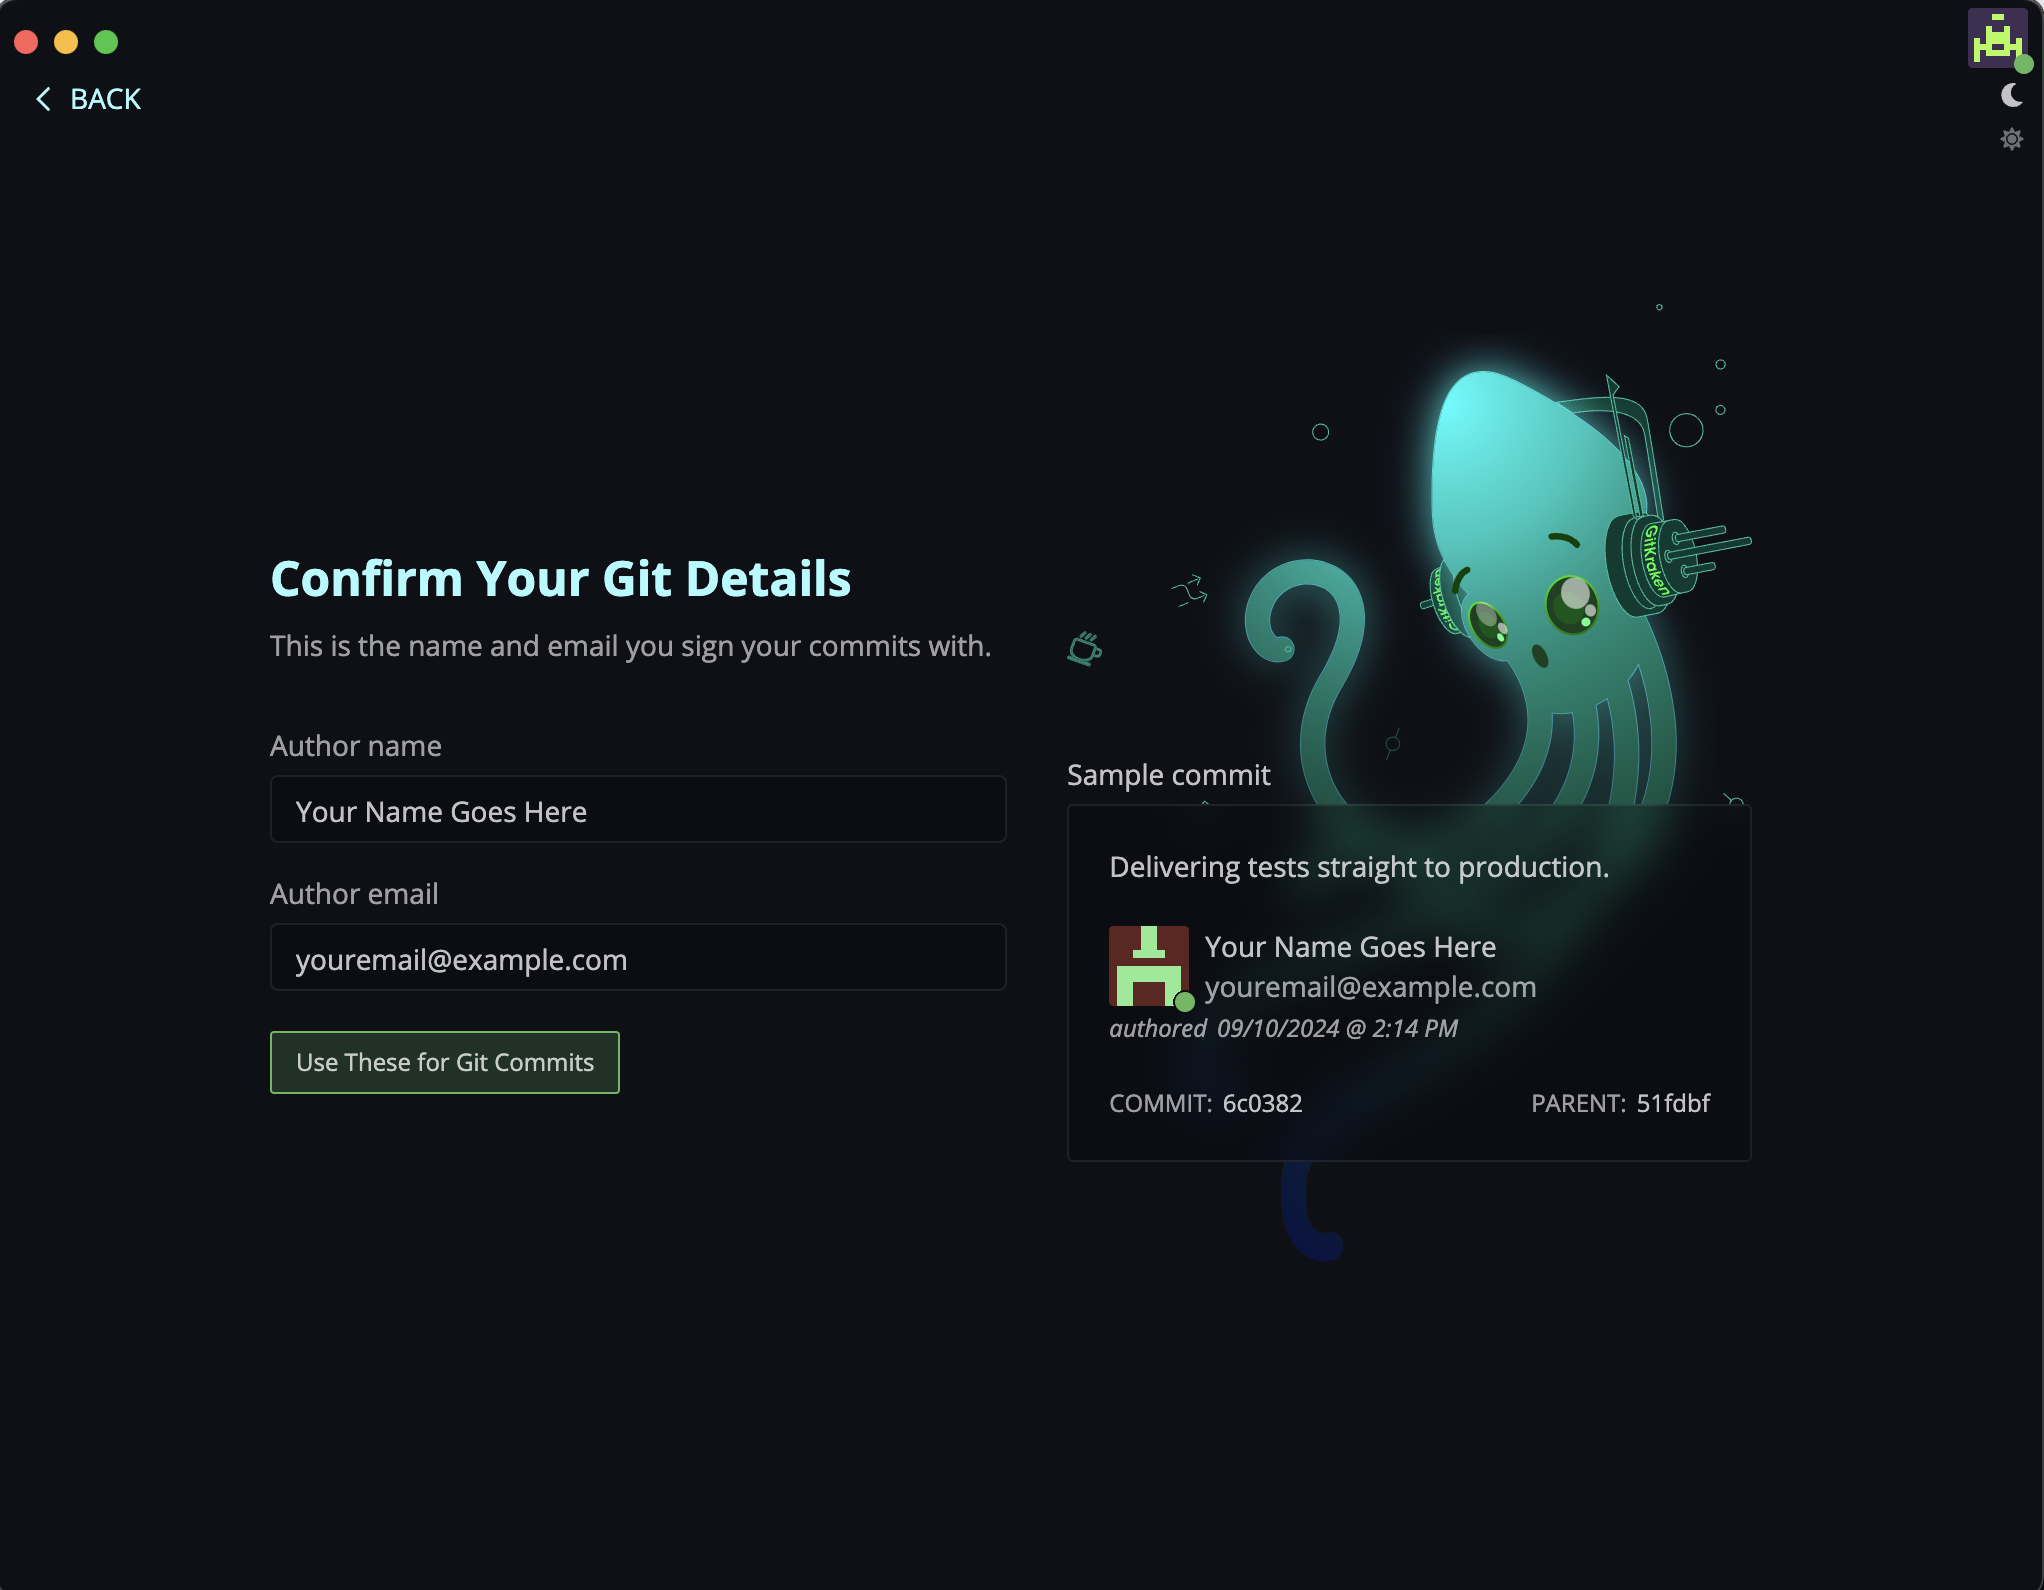 BACK
Confirm Your Git Details
This is the name and email you sign your commits with.
Author name
Your Name Goes Here
Author email
youremail@example.com
Use These for Git Commits
GitKraken
GitKraken
Sample commit
Delivering tests straight to production.
Your Name Goes Here
youremail@example.com
authored 09/10/2024 @ 2:14 PM
COMMIT: 6c0382
PARENT: 51fdbf